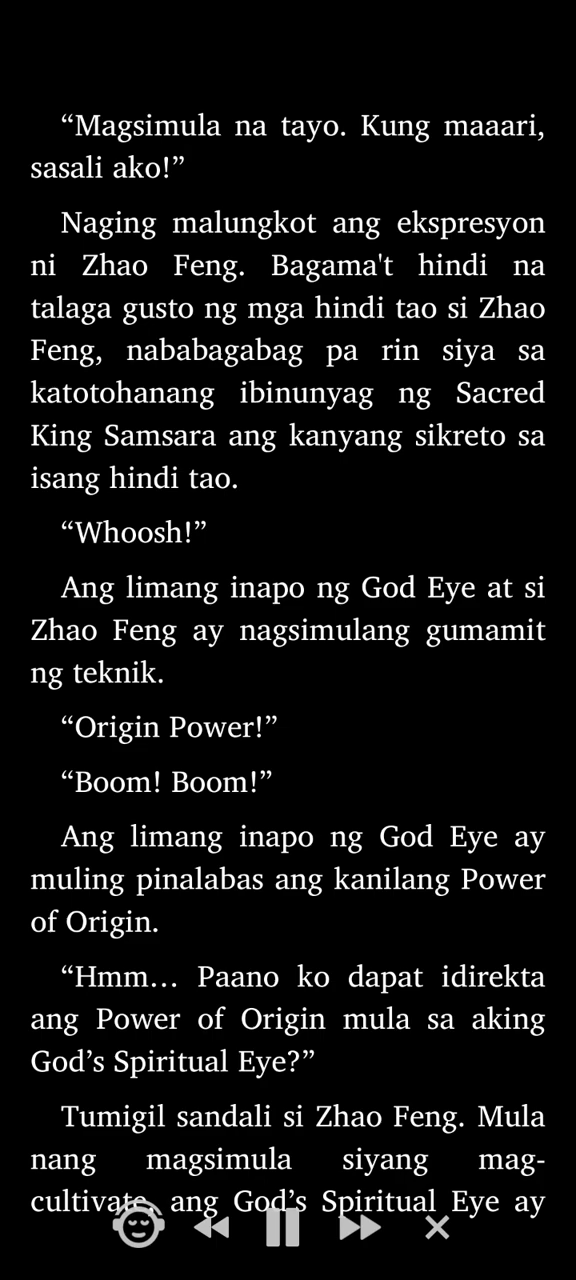 “Magsimula na tayo. Kung maaari,
sasali ako!”
Naging malungkot ang ekspresyon
ni Zhao Feng. Bagama't hindi na
talaga gusto ng mga hindi tao si Zhao
Feng, nababagabag pa rin siya sa
katotohanang ibinunyag ng Sacred
King Samsara ang kanyang sikreto sa
isang hindi tao.
“Whoosh!”
Ang limang inapo ng God Eye at si
Zhao Feng ay nagsimulang gumamit
ng teknik.
“Origin Power!”
“Boom! Boom!”
Ang limang inapo ng God Eye ay
muling pinalabas ang kanilang Power
of Origin.
“Hmm… Paano ko dapat idirekta
ang Power of Origin mula sa aking
God’s Spiritual Eye?”
Tumigil sandali si Zhao Feng. Mula
nang magsimula siyang mag-
cultivate, ang God’s Spiritual Eye ay